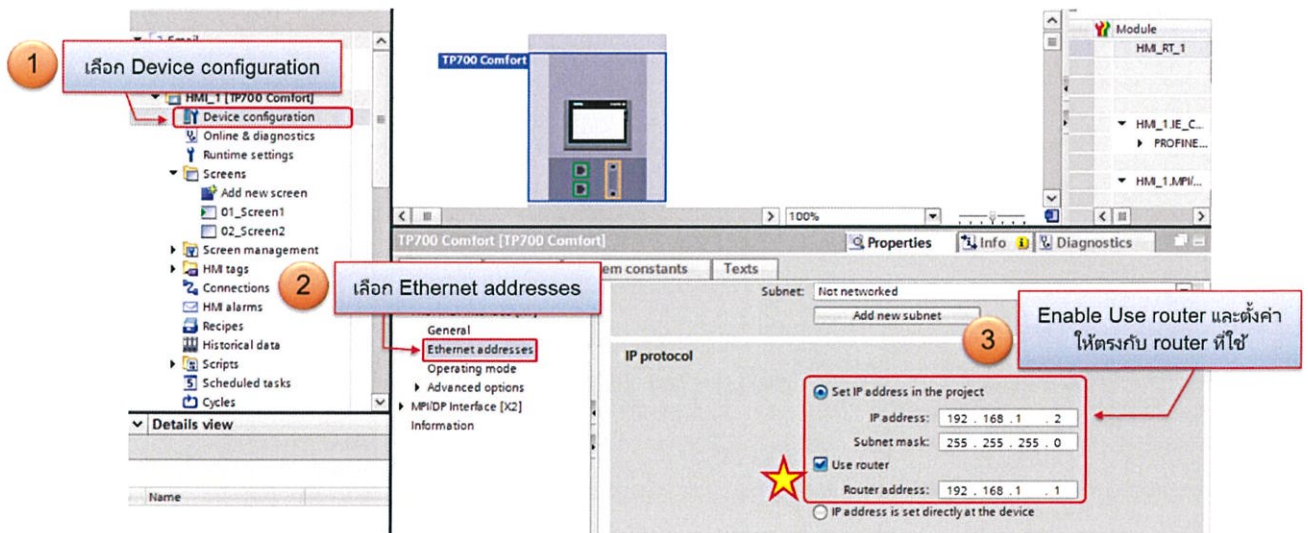 1
เลือก Device configuration
HMI_1 [TP700 Comfort]
Device configuration
Online & diagnostics
Runtime settings
Screens
Add new screen
01_Screen1
02_Screen2
Screen management
HMI tags
Connections
HMI alarms
Recipes
Historical data
Scripts
Scheduled tasks
Cycles
Details view
Name
TP700 Comfort
100%
Module
HMI_RT_1
HMI_1.IE_C...
PROFINE...
HMI_1.MPI/...
TP700 Comfort [TP700 Comfort]
Properties
Info
Diagnostics
em constants
Texts
2
เลือก Ethernet addresses
General
Ethernet addresses
Operating mode
Advanced options
MPI/DP Interface [X2]
Information
Subnet: Not networked
Add new subnet
3
Enable Use router และตั้งค่า
ให้ตรงกับ router ที่ใช้
IP protocol
Set IP address in the project
IP address: 192 . 168 . 1 . 2
Subnet mask: 255 . 255 . 255 . 0
Use router
Router address: 192 . 168 . 1 . 1
IP address is set directly at the device